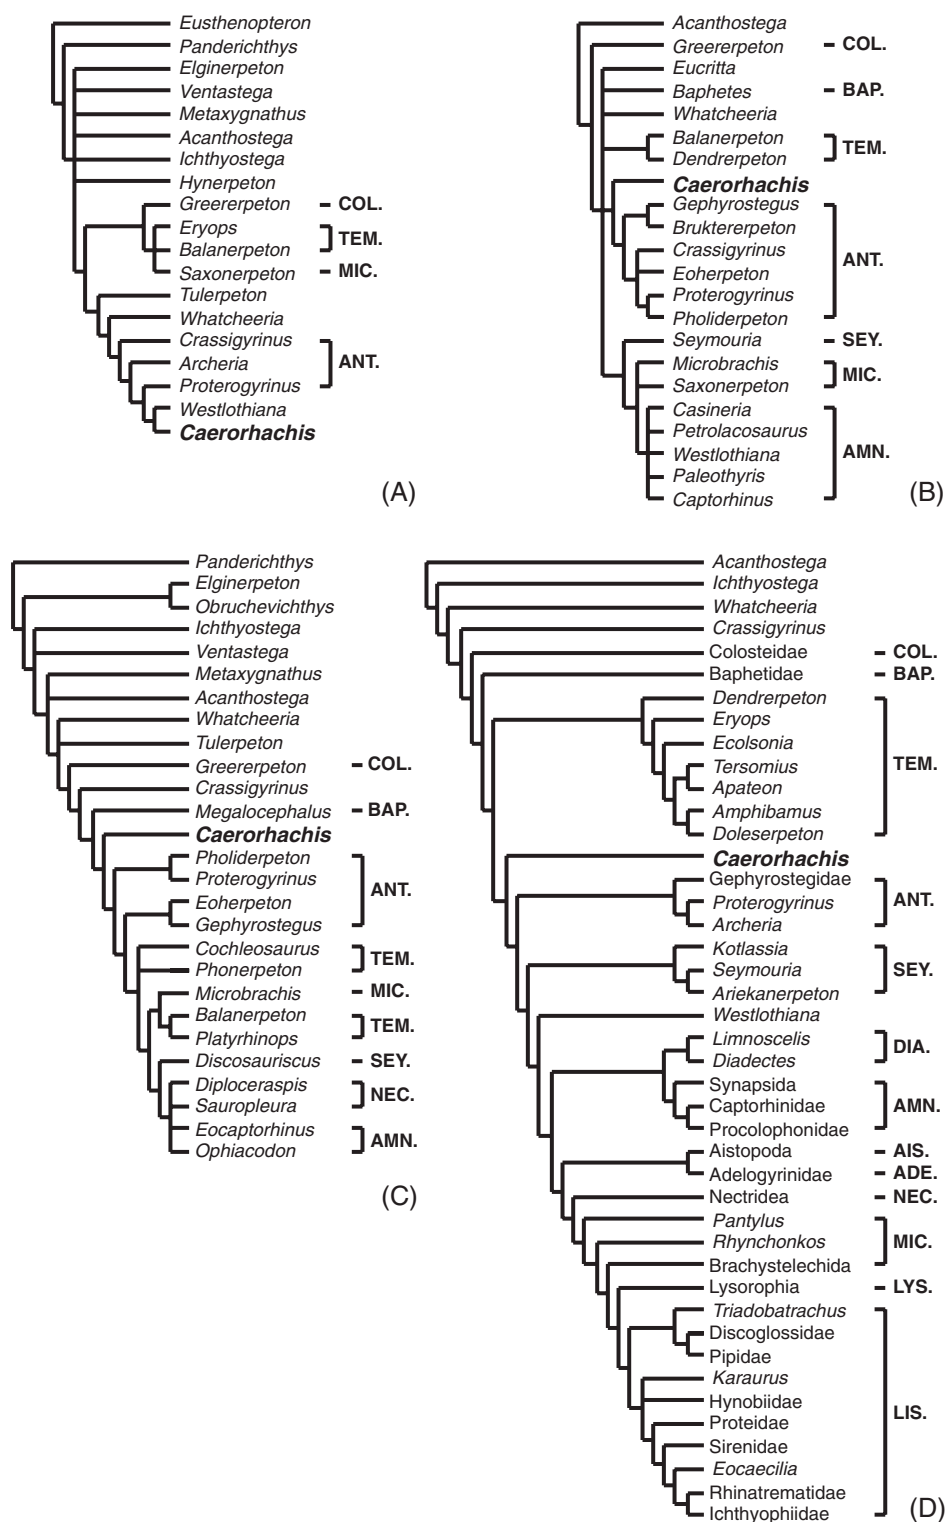 Eusthenopteron
Panderichthys
Elginerpeton
Ventastega
Metaxygnathus
Acanthostega
Ichthyostega
Hynerpeton
Greererpeton
COL.
Eryops
Balanerpeton
TEM.
Saxonerpeton
MIC.
Tulerpeton
Whatcheeria
Crassigyrinus
Archeria
Proterogyrinus
ANT.
Westlothiana
Caerorhachis
(A)
Acanthostega
Greererpeton
COL.
Eucritta
Baphetes
BAP.
Whatcheeria
Balanerpeton
Dendrerpeton
TEM.
Caerorhachis
Gephyrostegus
Bruktererpeton
Crassigyrinus
Eoherpeton
Proterogyrinus
Pholiderpeton
ANT.
Seymouria
SEY.
Microbrachis
Saxonerpeton
MIC.
Casineria
Petrolacosaurus
Westlothiana
Paleothyris
Captorhinus
AMN.
(B)
Panderichthys
Elginerpeton
Obruchevichthys
Ichthyostega
Ventastega
Metaxygnathus
Acanthostega
Whatcheeria
Tulerpeton
Greererpeton
COL.
Crassigyrinus
Megalocephalus
BAP.
Caerorhachis
Pholiderpeton
Proterogyrinus
Eoherpeton
Gephyrostegus
ANT.
Cochleosaurus
Phonerpeton
TEM.
Microbrachis
MIC.
Balanerpeton
Platyrhinops
TEM.
Discosauriscus
SEY.
Diploceraspis
Sauropleura
NEC.
Eocaptorhinus
Ophiacodon
AMN.
(C)
Acanthostega
Ichthyostega
Whatcheeria
Crassigyrinus
Colosteidae
COL.
Baphetidae
BAP.
Dendrerpeton
Eryops
Ecolsonia
Tersomius
Apateon
Amphibamus
Doleserpeton
TEM.
Caerorhachis
Gephyrostegidae
Proterogyrinus
Archeria
ANT.
Kotlassia
Seymouria
Ariekanerpeton
SEY.
Westlothiana
Limnoscelis
Diadectes
DIA.
Synapsida
Captorhinidae
Procolophonidae
AMN.
Aistopoda
AIS.
Adelogyrinidae
ADE.
Nectridea
NEC.
Pantylus
Rhynchonkos
Brachystelechida
MIC.
Lysorophia
LYS.
Triadobatrachus
Discoglossidae
Pipidae
Karaurus
Hynobiidae
Proteidae
Sirenidae
Eocaecilia
Rhinatrematidae
Ichthyophiidae
LIS.
(D)